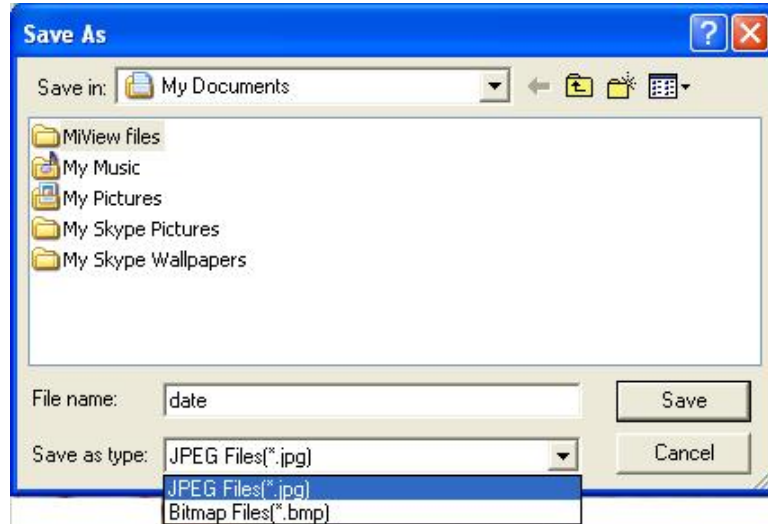 Save As
Save in: My Documents
MiView files
My Music
My Pictures
My Skype Pictures
My Skype Wallpapers
File name: date Save
Save as type: JPEG Files(*.jpg) Cancel
JPEG Files(*.jpg)
Bitmap Files(*.bmp)